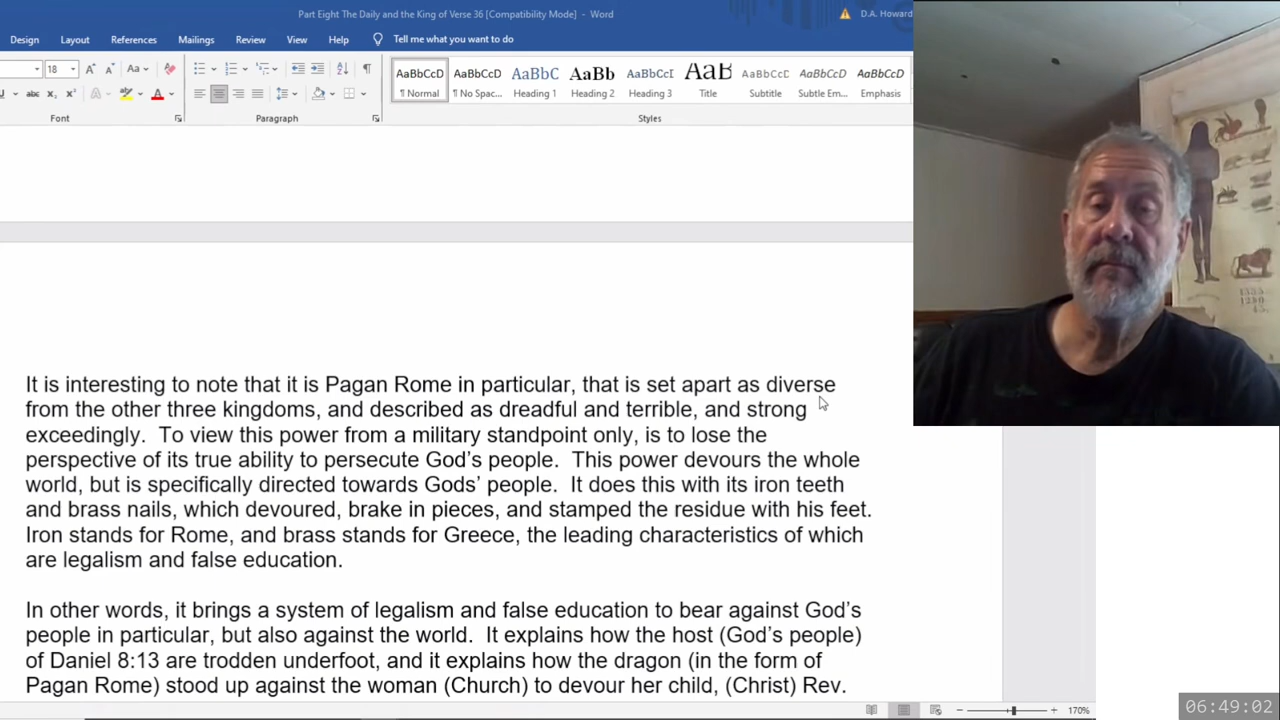 Part Eight The Daily and the King of Verse 36 [Compatibility Mode] - Word
D.A. Howard
Design Layout References Mailings Review View Help Tell me what you want to do
18 Aa
AaBbCcD AaBbCcD AaBbC AaBb AaBbCcI AaB AaBbCcD AaBbCcD AaBbCcD
¶ Normal ¶ No Spac... Heading 1 Heading 2 Heading 3 Title Subtitle Subtle Em... Emphasis
Font Paragraph Styles
It is interesting to note that it is Pagan Rome in particular, that is set apart as diverse
from the other three kingdoms, and described as dreadful and terrible, and strong
exceedingly. To view this power from a military standpoint only, is to lose the
perspective of its true ability to persecute God's people. This power devours the whole
world, but is specifically directed towards Gods' people. It does this with its iron teeth
and brass nails, which devoured, brake in pieces, and stamped the residue with his feet.
Iron stands for Rome, and brass stands for Greece, the leading characteristics of which
are legalism and false education.
In other words, it brings a system of legalism and false education to bear against God's
people in particular, but also against the world. It explains how the host (God's people)
of Daniel 8:13 are trodden underfoot, and it explains how the dragon (in the form of
Pagan Rome) stood up against the woman (Church) to devour her child, (Christ) Rev.
170%
06:49:02